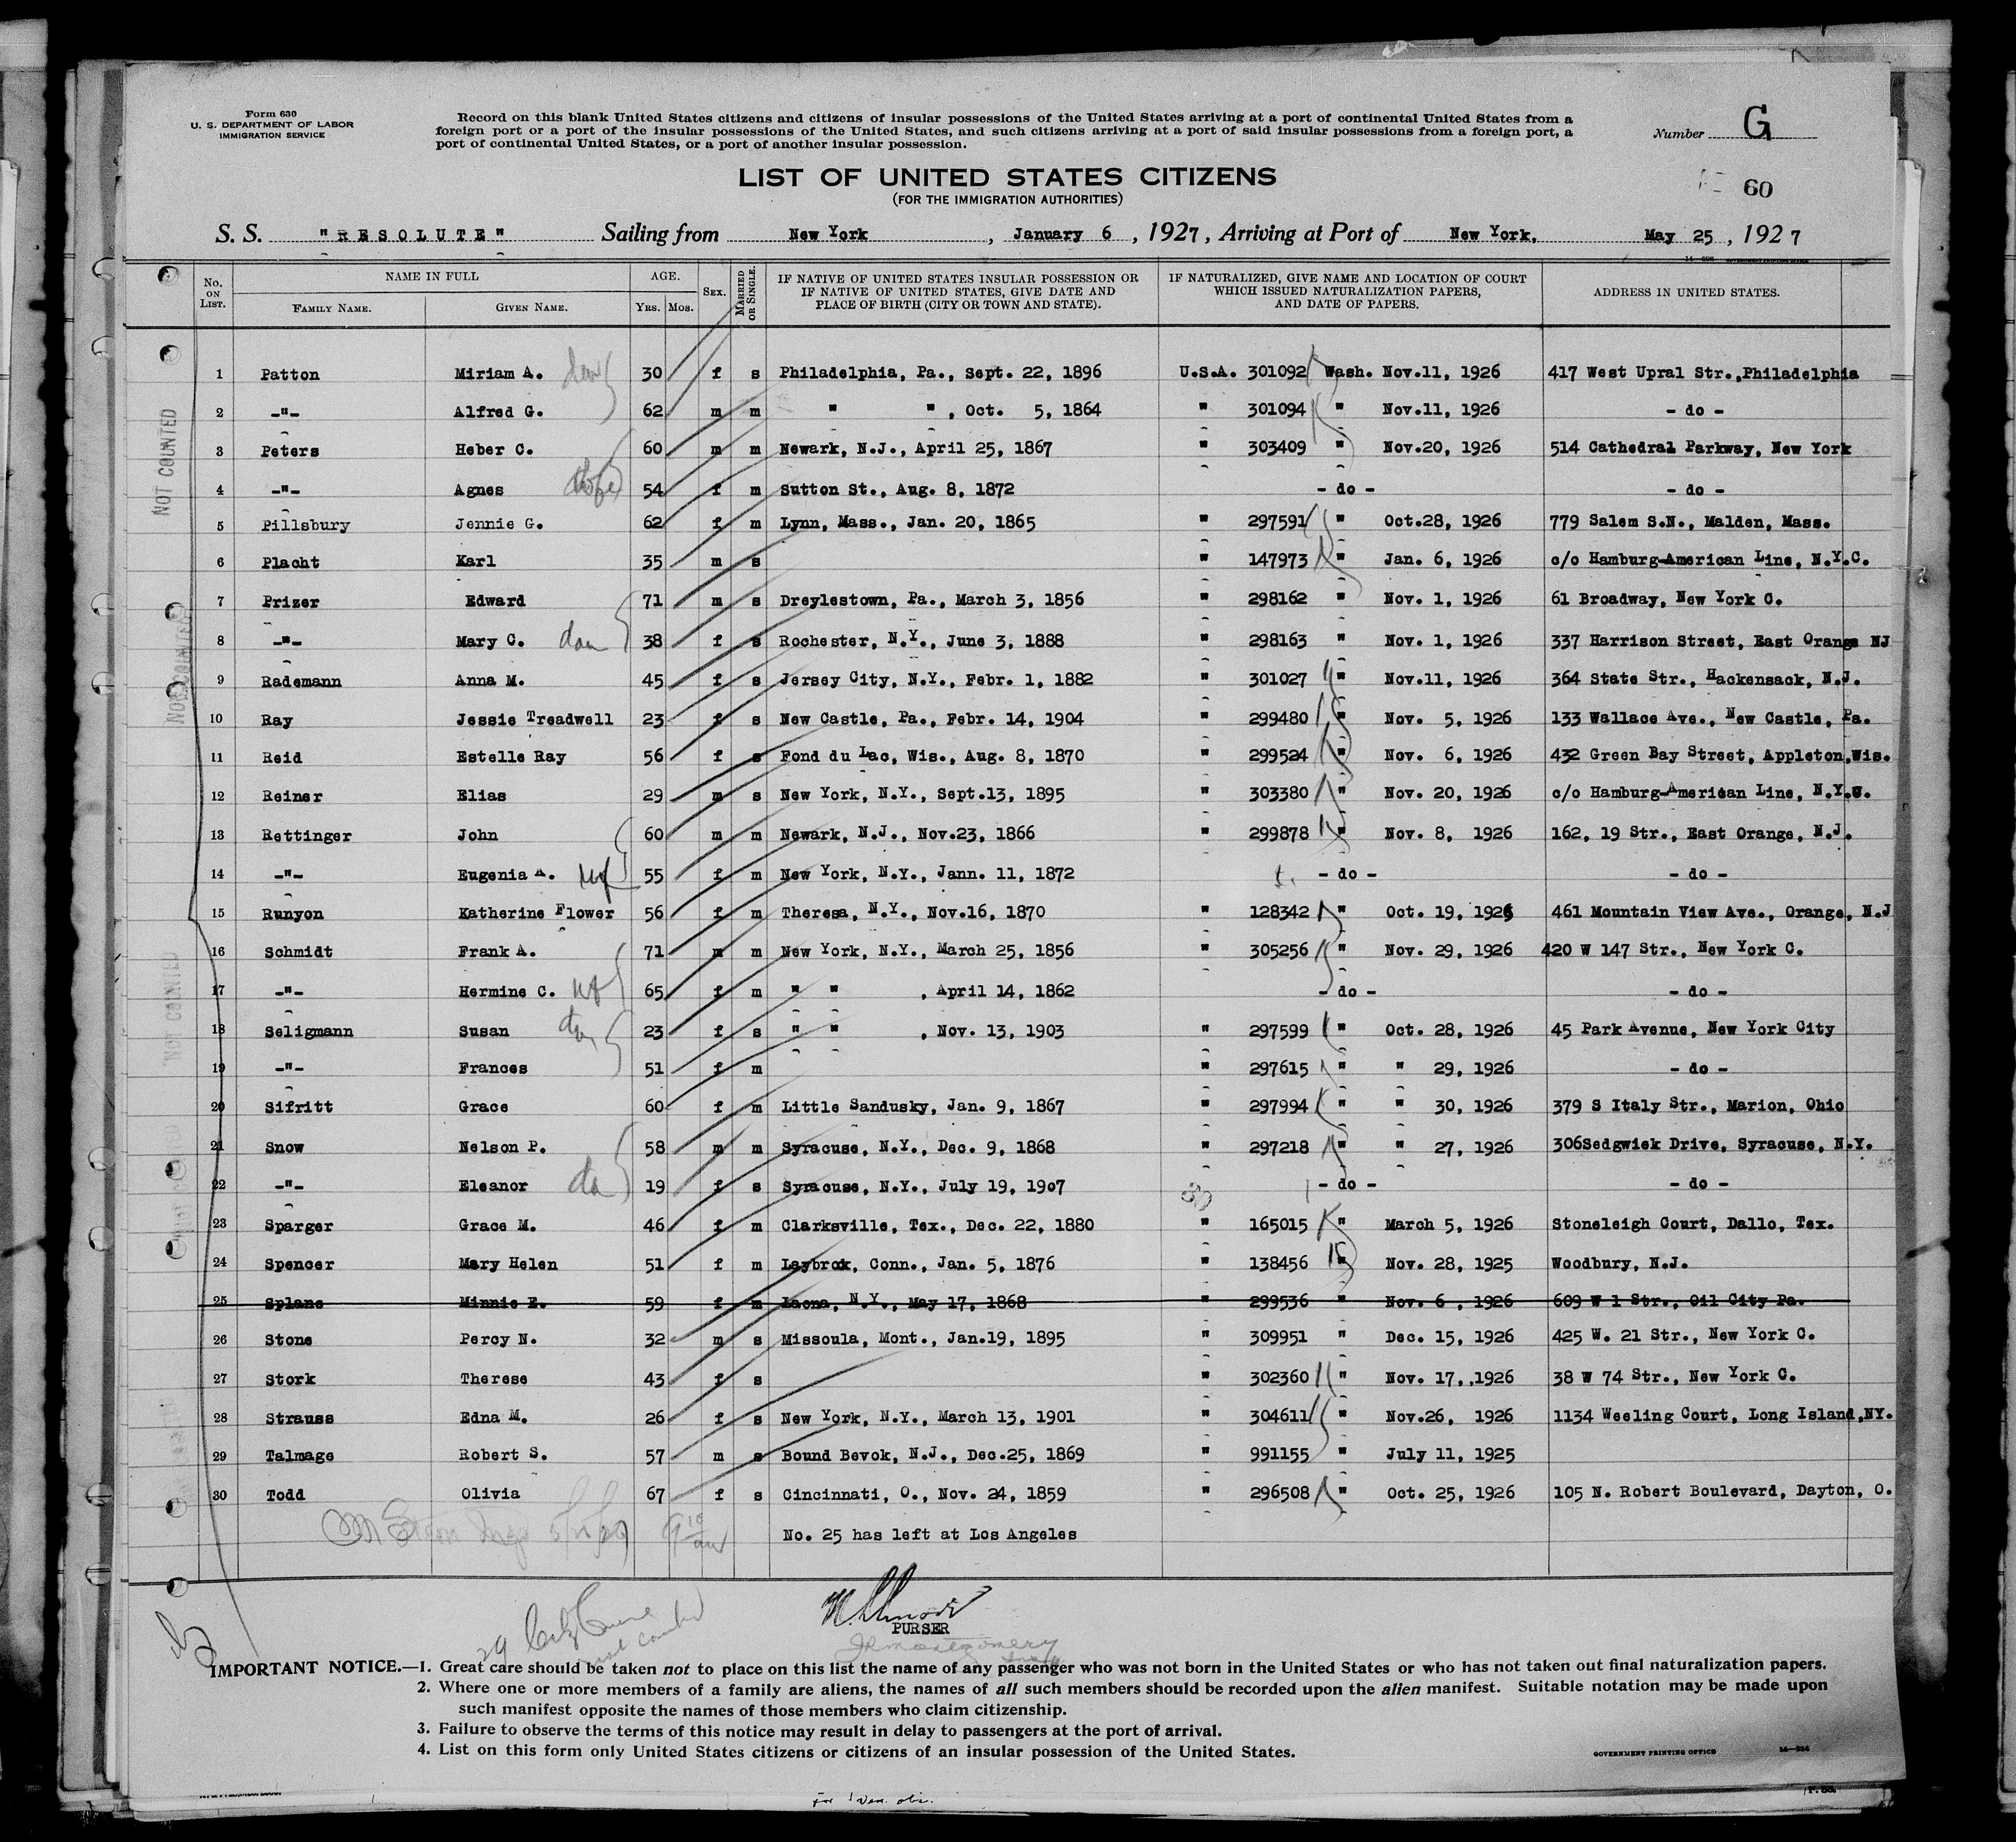 Form 630
U. S. DEPARTMENT OF LABOR
IMMIGRATION SERVICE
Record on this blank United States citizens and citizens of insular possessions of the United States arriving at a port of continental United States from a
foreign port or a port of the insular possessions of the United States, and such citizens arriving at a port of said insular possessions from a foreign port, a
port of continental United States, or a port of another insular possession.
Number G
60
LIST OF UNITED STATES CITIZENS
(FOR THE IMMIGRATION AUTHORITIES)
S. S. "RESOLUTE" Sailing from New York, January 6, 1927, Arriving at Port of New York, May 25, 1927
No. ON LIST. NAME IN FULL FAMILY NAME. GIVEN NAME. AGE. YRS. MOS. SEX. MARRIED OR SINGLE. IF NATIVE OF UNITED STATES INSULAR POSSESSION OR IF NATIVE OF UNITED STATES, GIVE DATE AND PLACE OF BIRTH (CITY OR TOWN AND STATE). IF NATURALIZED, GIVE NAME AND LOCATION OF COURT WHICH ISSUED NATURALIZATION PAPERS, AND DATE OF PAPERS. ADDRESS IN UNITED STATES.
1 Patton Miriam A. 30 f s Philadelphia, Pa., Sept. 22, 1896 U.S.A. 301092 Wash. Nov.11, 1926 417 West Upral Str.,Philadelphia
2 -"- Alfred G. 62 m m " ", Oct. 5, 1864 " 301094 " Nov.11, 1926 - do -
3 Peters Heber C. 60 m m Newark, N.J., April 25, 1867 " 303409 " Nov.20, 1926 514 Cathedral Parkway, New York
4 -"- Agnes 54 f m Sutton St., Aug. 8, 1872 - do - - do -
5 Pillsbury Jennie G. 62 f m Lynn, Mass., Jan. 20, 1865 " 297591 " Oct.28, 1926 779 Salem S.N., Malden, Mass.
6 Placht Karl 35 m s " 147973 " Jan. 6, 1926 c/o Hamburg-American Line, N.Y.C.
7 Prizer Edward 71 m s Dreylestown, Pa., March 3, 1856 " 298162 " Nov. 1, 1926 61 Broadway, New York C.
8 -"- Mary C. dau 38 f s Rochester, N.Y., June 3, 1888 " 298163 " Nov. 1, 1926 337 Harrison Street, East Orange NJ
9 Rademann Anna M. 45 f s Jersey City, N.Y., Febr. 1, 1882 " 301027 " Nov.11, 1926 364 State Str., Hackensack, N.J.
10 Ray Jessie Treadwell 23 f s New Castle, Pa., Febr. 14, 1904 " 299480 " Nov. 5, 1926 133 Wallace Ave., New Castle, Pa.
11 Reid Estelle Ray 56 f s Fond du Lac, Wis., Aug. 8, 1870 " 299524 " Nov. 6, 1926 432 Green Bay Street, Appleton,Wis.
12 Reiner Elias 29 m s New York, N.Y., Sept.13, 1895 " 303380 " Nov. 20, 1926 c/o Hamburg-American Line, N.Y.C.
13 Rettinger John 60 m m Newark, N.J., Nov.23, 1866 " 299878 " Nov. 8, 1926 162, 19 Str., East Orange, N.J.
14 -"- Eugenia A. wf 55 f m New York, N.Y., Jann. 11, 1872 - do - - do -
15 Runyon Katherine Flower 56 f m Theresa, N.Y., Nov.16, 1870 " 128342 " Oct. 19, 1925 461 Mountain View Ave., Orange, N.J
16 Schmidt Frank A. 71 m m New York, N.Y., March 25, 1856 " 305256 " Nov. 29, 1926 420 W 147 Str., New York C.
17 -"- Hermine C. wf 65 f m " " , April 14, 1862 - do - - do -
18 Seligmann Susan 23 f s " " , Nov. 13, 1903 " 297599 " Oct. 28, 1926 45 Park Avenue, New York City
19 -"- Frances 51 f m " 297615 " " 29, 1926 - do -
20 Sifritt Grace 60 f m Little Sandusky, Jan. 9, 1867 " 297994 " " 30, 1926 379 S Italy Str., Marion, Ohio
21 Snow Nelson P. 58 m m Syracuse, N.Y., Dec. 9, 1868 " 297218 " " 27, 1926 306Sedgwick Drive, Syracuse, N.Y.
22 -"- Eleanor da 19 f s Syracuse, N.Y., July 19, 1907 - do - - do -
23 Sparger Grace M. 46 f m Clarksville, Tex., Dec. 22, 1880 " 165015 " March 5, 1926 Stoneleigh Court, Dallo, Tex.
24 Spencer Mary Helen 51 f m Laybrok, Conn., Jan. 5, 1876 " 138456 " Nov. 28, 1925 Woodbury, N.J.
25 Splane Minnie E. 59 f m Laona, N.Y., May 17, 1868 " 299536 " Nov. 6, 1926 609 W 1 Str., Oil City Pa.
26 Stone Percy N. 32 m s Missoula, Mont., Jan.19, 1895 " 309951 " Dec. 15, 1926 425 W. 21 Str., New York C.
27 Stork Therese 43 f s " 302360 " Nov. 17,.1926 38 W 74 Str., New York C.
28 Strauss Edna M. 26 f s New York, N.Y., March 13, 1901 " 304611 " Nov.26, 1926 1134 Weeling Court, Long Island,NY.
29 Talmage Robert S. 57 m s Bound Bevok, N.J., Dec.25, 1869 " 991155 " July 11, 1925
30 Todd Olivia 67 f s Cincinnati, O., Nov. 24, 1859 " 296508 " Oct. 25, 1926 105 N. Robert Boulevard, Dayton, O.
No. 25 has left at Los Angeles
NOT COUNTED
NOT COUNTED
NOT COUNTED
PURSER
IMPORTANT NOTICE.—1. Great care should be taken not to place on this list the name of any passenger who was not born in the United States or who has not taken out final naturalization papers.
2. Where one or more members of a family are aliens, the names of all such members should be recorded upon the alien manifest. Suitable notation may be made upon
such manifest opposite the names of those members who claim citizenship.
3. Failure to observe the terms of this notice may result in delay to passengers at the port of arrival.
4. List on this form only United States citizens or citizens of an insular possession of the United States.
GOVERNMENT PRINTING OFFICE